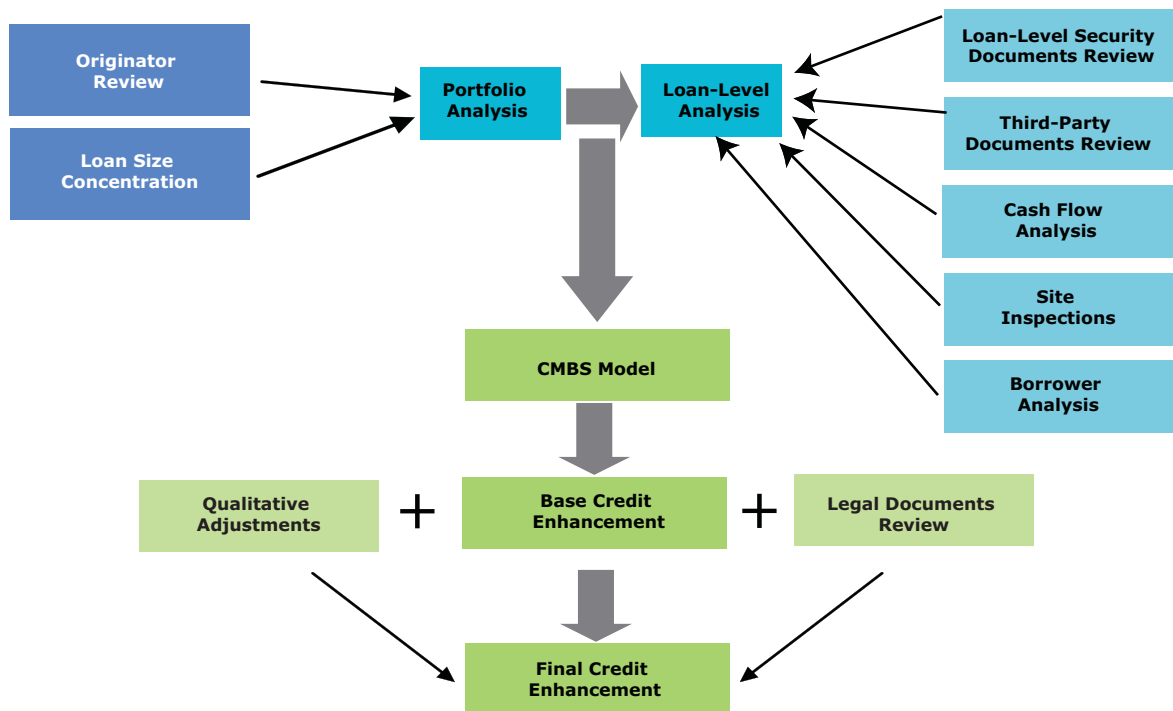 Originator
Review
Loan Size
Concentration
Portfolio
Analysis
Loan-Level
Analysis
Loan-Level Security
Documents Review
Third-Party
Documents Review
Cash Flow
Analysis
Site
Inspections
Borrower
Analysis
CMBS Model
Qualitative
Adjustments
+
Base Credit
Enhancement
+
Legal Documents
Review
Final Credit
Enhancement